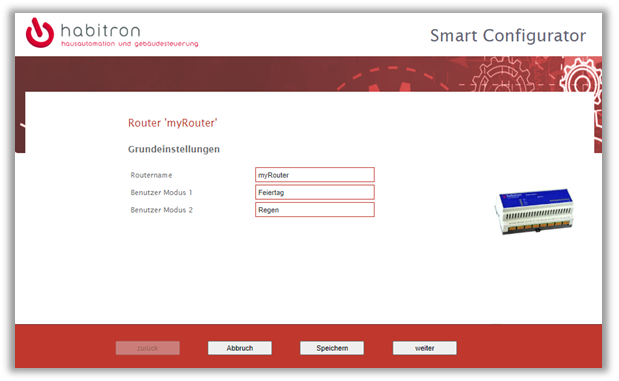 habitron
hausautomation und gebäudesteuerung
Smart Configurator
Router 'myRouter'
Grundeinstellungen
Routername myRouter
Benutzer Modus 1 Feiertag
Benutzer Modus 2 Regen
zurück Abbruch Speichern weiter